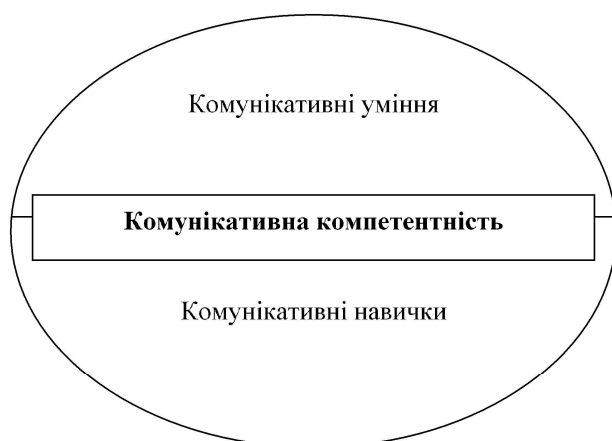 Комунікативні уміння
Комунікативна компетентність
Комунікативні навички